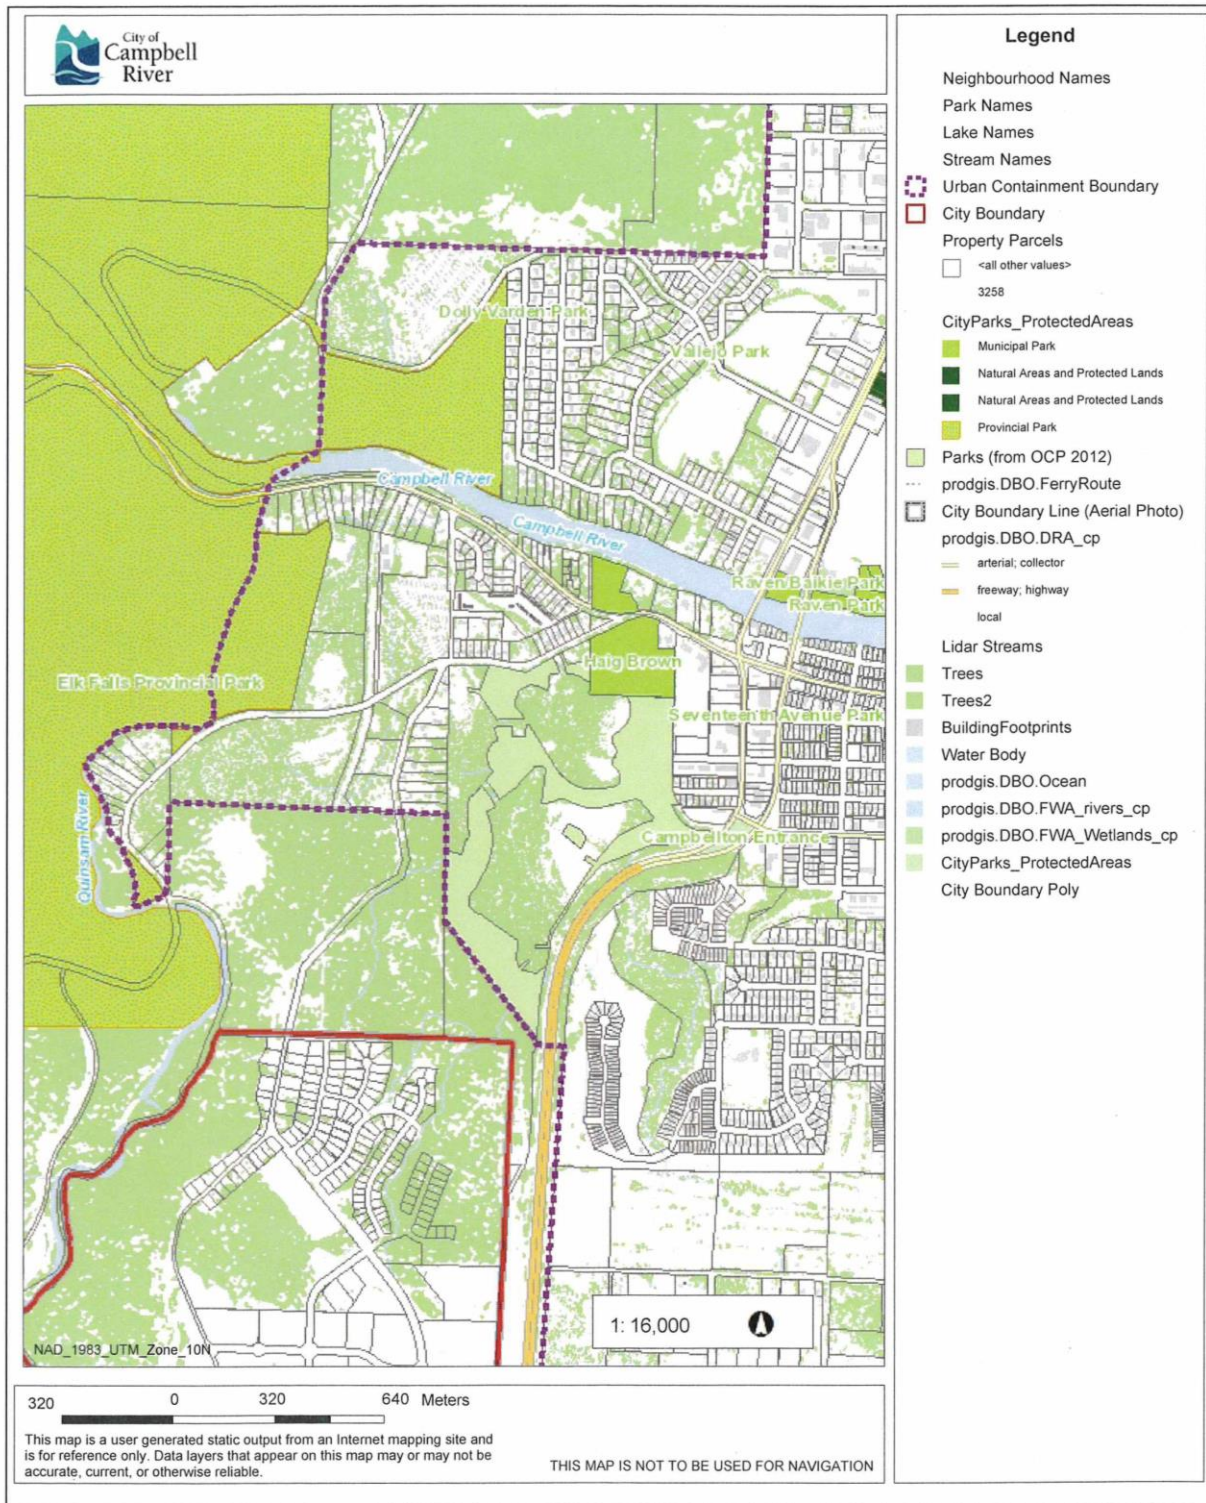 City of
Campbell
River
Dolly Varden Park
Vallejo Park
Campbell River
Campbell River
Raven/Baikie Park
Raven Park
Haig Brown
Elk Falls Provincial Park
Seventeenth Avenue Park
Quinsam River
Campbellton Entrance
1: 16,000
NAD_1983_UTM_Zone_10N
320 0 320 640 Meters
This map is a user generated static output from an Internet mapping site and
is for reference only. Data layers that appear on this map may or may not be
accurate, current, or otherwise reliable.
THIS MAP IS NOT TO BE USED FOR NAVIGATION
Legend
Neighbourhood Names
Park Names
Lake Names
Stream Names
Urban Containment Boundary
City Boundary
Property Parcels
<all other values>
3258
CityParks_ProtectedAreas
Municipal Park
Natural Areas and Protected Lands
Natural Areas and Protected Lands
Provincial Park
Parks (from OCP 2012)
prodgis.DBO.FerryRoute
City Boundary Line (Aerial Photo)
prodgis.DBO.DRA_cp
arterial; collector
freeway; highway
local
Lidar Streams
Trees
Trees2
BuildingFootprints
Water Body
prodgis.DBO.Ocean
prodgis.DBO.FWA_rivers_cp
prodgis.DBO.FWA_Wetlands_cp
CityParks_ProtectedAreas
City Boundary Poly